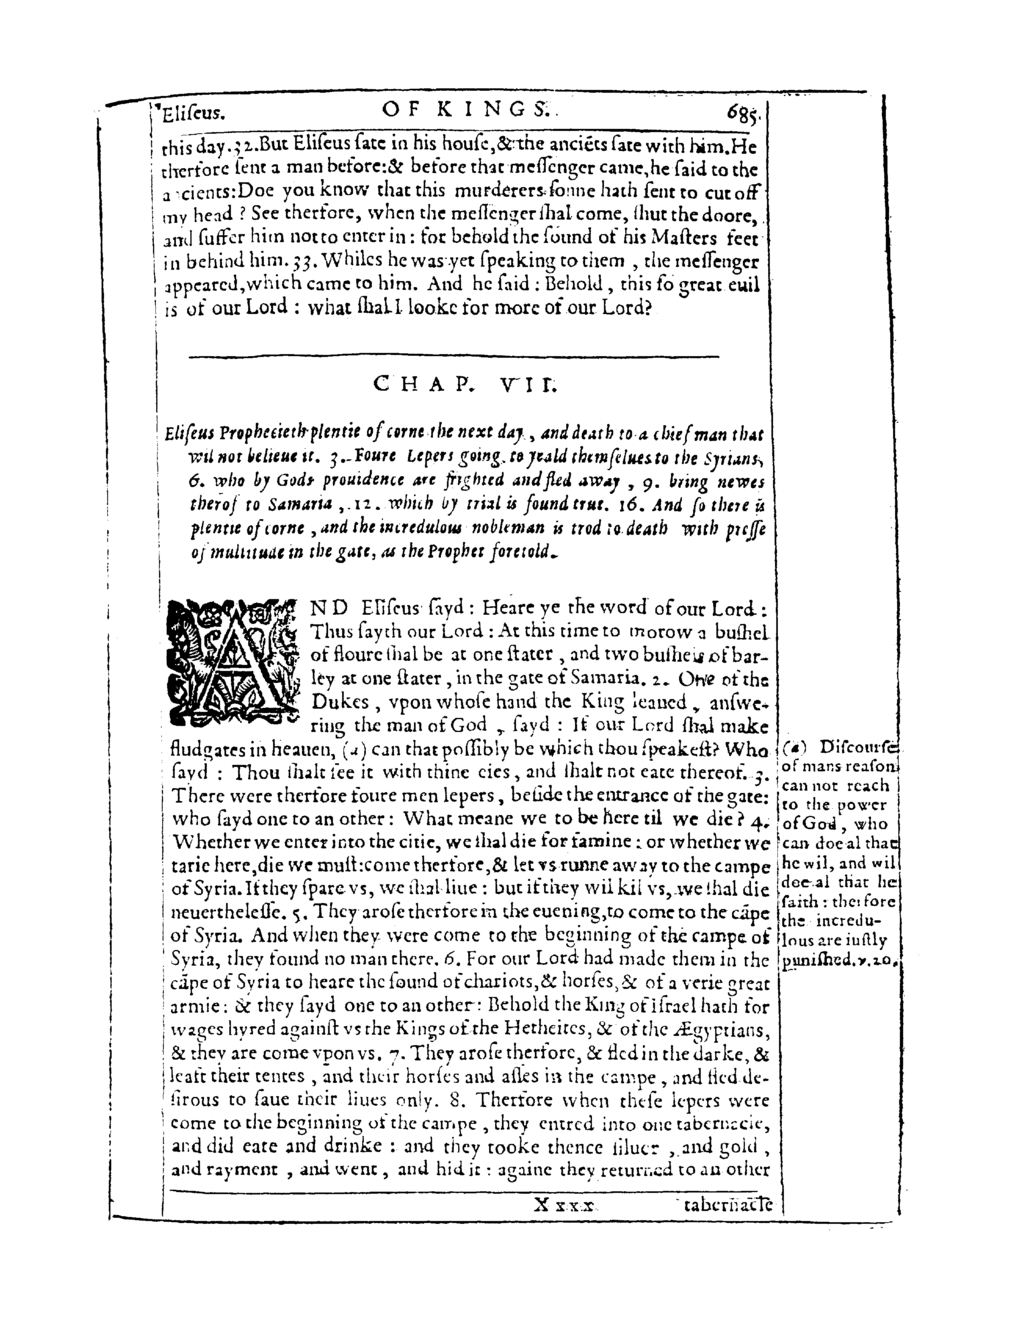 Eliſeus. OF KINGS. 685.
this day. 32. But Eliſeus ſate in his houſe, & the anciẽts ſate with him. He
therfore ſent a man before: & before that meſſenger came, he ſaid to the
ancients: Doe you know that this murderers ſonne hath ſent to cut off
my head? See therfore, when the meſſenger ſhal come, ſhut the doore,
and ſuffer him not to enter in: for behold the ſound of his Maſters feet
in behind him. 33. Whiles he was yet ſpeaking to them, the meſſenger
appeared, which came to him. And he ſaid: Behold, this ſo great euil
is of our Lord: what ſhal I looke for more of our Lord?
CHAP. VII.
Eliſeus Prophecieth plentie of corne the next day, and death to a chief man that
wil not belieue it. 3. Foure Lepers going to yeald themſelues to the Syrians,
6. who by Gods prouidence are frighted and fled away, 9. bring newes
therof to Samaria, 12. which by trial is found true. 16. And ſo there is
plentie of corne, and the incredulous nobleman is trod to death with preſſe
of multitude in the gate, as the Prophet foretold.
AND Eliſeus ſayd: Heare ye the word of our Lord:
Thus ſayth our Lord: At this time to morow a buſhel
of floure ſhal be at one ſtater, and two buſhels of bar-
ley at one ſtater, in the gate of Samaria. 2. One of the
Dukes, vpon whoſe hand the King leaned, anſwe-
ring the man of God, ſayd: If our Lord ſhal make
fludgates in heauen, (a) can that poſſibly be which thou ſpeakeſt? Who
ſayd: Thou ſhalt ſee it with thine eies, and ſhalt not eate thereof. 3.
There were therfore foure men lepers, beſide the entrance of the gate:
who ſayd one to an other: What meane we to be here til we die? 4.
Whether we enter into the citie, we ſhal die for famine: or whether we
tarie here, die we muſt: come therfore, & let vs runne away to the campe
of Syria. If they ſpare vs, we ſhal liue: but if they wil kil vs, we ſhal die
neuertheleſſe. 5. They aroſe therfore in the euening, to come to the cãpe
of Syria. And when they were come to the beginning of the campe of
Syria, they found no man there. 6. For our Lord had made them in the
cãpe of Syria to heare the ſound of chariots, & horſes, & of a verie great
armie: & they ſayd one to an other: Behold the King of iſrael hath for
wages hyred againſt vs the Kings of the Hetheites, & of the Ægyptians,
& they are come vpon vs. 7. They aroſe therfore, & fled in the darke, &
leaft their tentes, and their horſes and aſſes in the campe, and fled de-
ſirous to ſaue their liues only. 8. Therfore when theſe lepers were
come to the beginning of the campe, they entred into one tabernacle,
and did eate and drinke: and they tooke thence ſiluer, and gold,
and rayment, and went, and hid it: againe they returned to an other
(a) Diſcourſe
of mans reaſon
can not reach
to the power
of God, who
can doe al that
he wil, and wil
doe al that he
ſaith: therfore
the incredu-
lous are iuſtly
puniſhed. v. 20.
Xxxx tabernacle